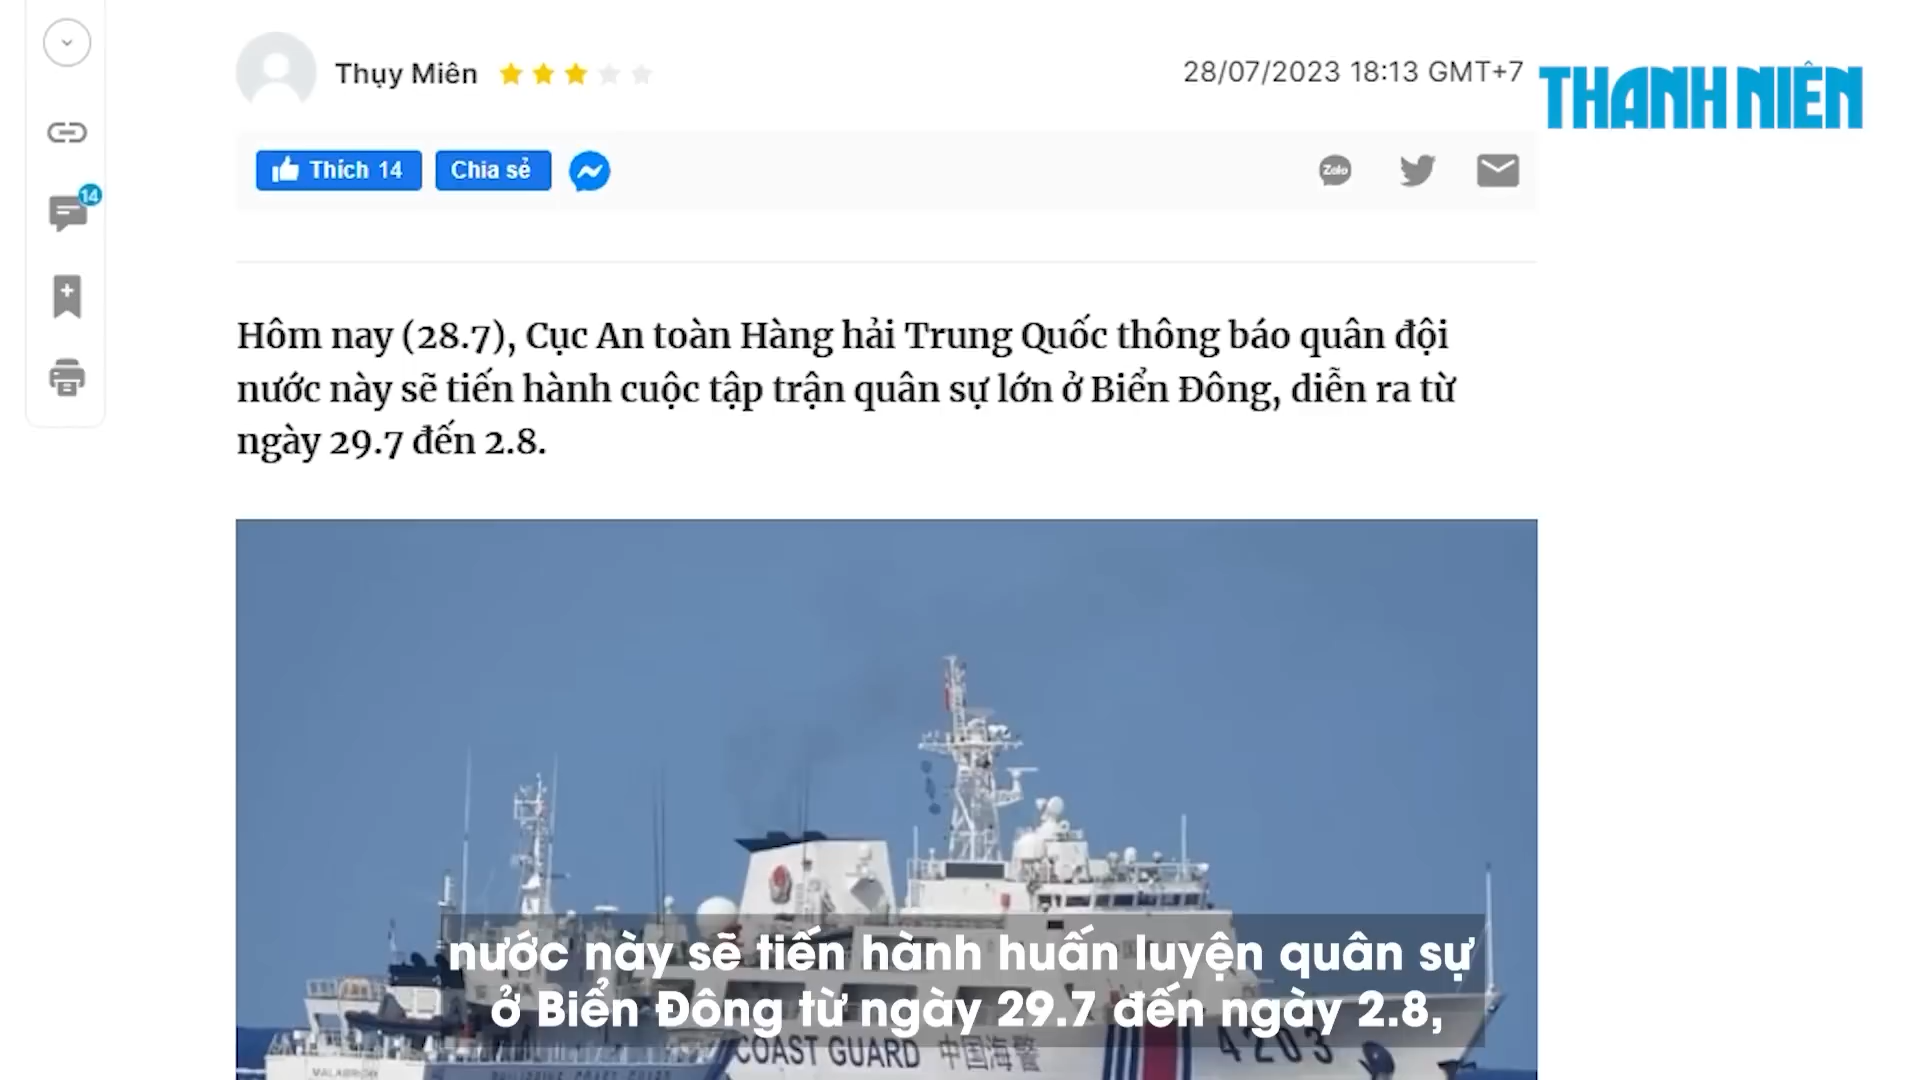 Thụy Miên
28/07/2023 18:13 GMT+7
THANH NIÊN
Thích 14
Chia sẻ
Zalo
14
Hôm nay (28.7), Cục An toàn Hàng hải Trung Quốc thông báo quân đội
nước này sẽ tiến hành cuộc tập trận quân sự lớn ở Biển Đông, diễn ra từ
ngày 29.7 đến 2.8.
nước này sẽ tiến hành huấn luyện quân sự
ở Biển Đông từ ngày 29.7 đến ngày 2.8,
COAST GUARD 中国海警
4203
PHILIPPINE COAST GUARD